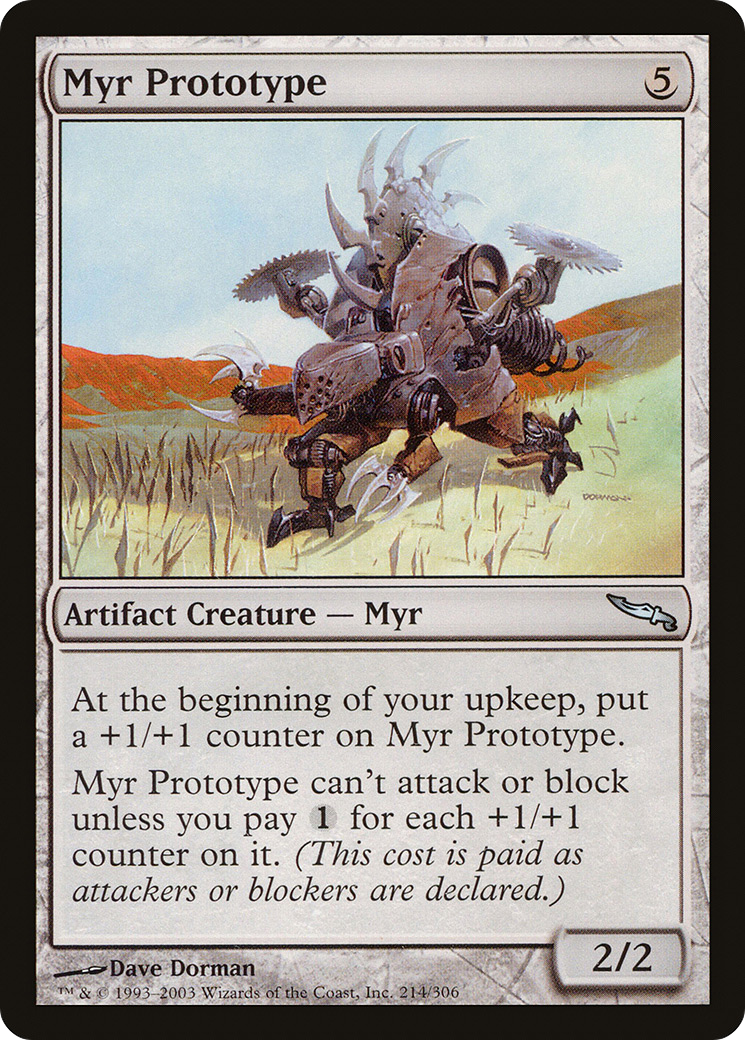 Myr Prototype 5
DORMAN
Artifact Creature — Myr
At the beginning of your upkeep, put
a +1/+1 counter on Myr Prototype.
Myr Prototype can't attack or block
unless you pay 1 for each +1/+1
counter on it. (This cost is paid as
attackers or blockers are declared.)
2/2
Dave Dorman
™ & © 1993–2003 Wizards of the Coast, Inc. 214/306